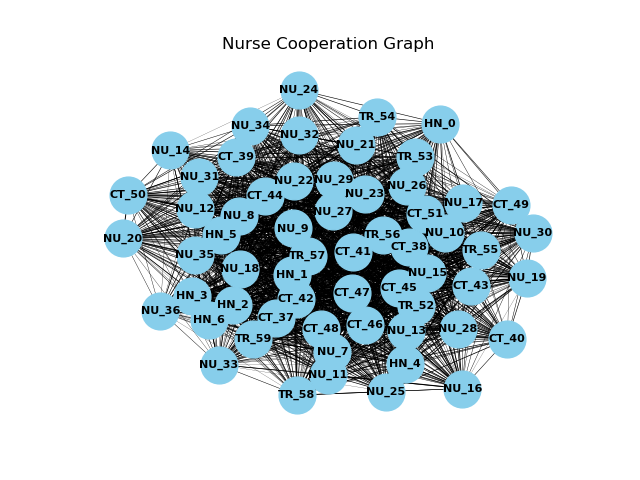 Nurse Cooperation Graph
NU_24
TR_54
HN_0
NU_34
NU_32
NU_21
NU_14
CT_39
TR_53
NU_31
NU_22
NU_29
NU_26
CT_50
CT_44
NU_23
NU_17
CT_49
NU_12
NU_8
NU_27
CT_51
NU_20
HN_5
NU_9
TR_56
NU_10
NU_30
NU_35
TR_57
CT_41
CT_38
TR_55
NU_18
HN_1
NU_15
NU_19
HN_3
HN_2
CT_42
CT_47
CT_45
CT_43
NU_36
HN_6
CT_37
TR_52
TR_59
CT_48
CT_46
NU_13
NU_28
CT_40
NU_7
NU_33
NU_11
HN_4
TR_58
NU_25
NU_16